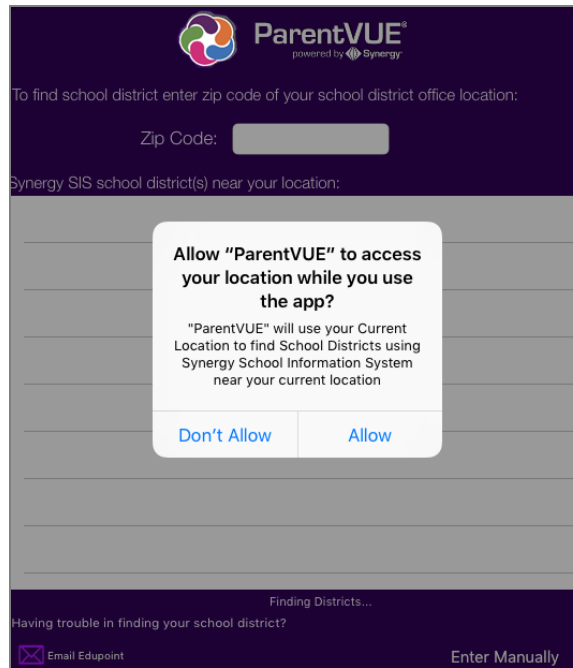 ParentVUE®
powered by Synergy
To find school district enter zip code of your school district office location:
Zip Code:
Synergy SIS school district(s) near your location:
Allow “ParentVUE” to access
your location while you use
the app?
"ParentVUE" will use your Current
Location to find School Districts using
Synergy School Information System
near your current location
Don’t Allow
Allow
Finding Districts...
Having trouble in finding your school district?
Email Edupoint
Enter Manually